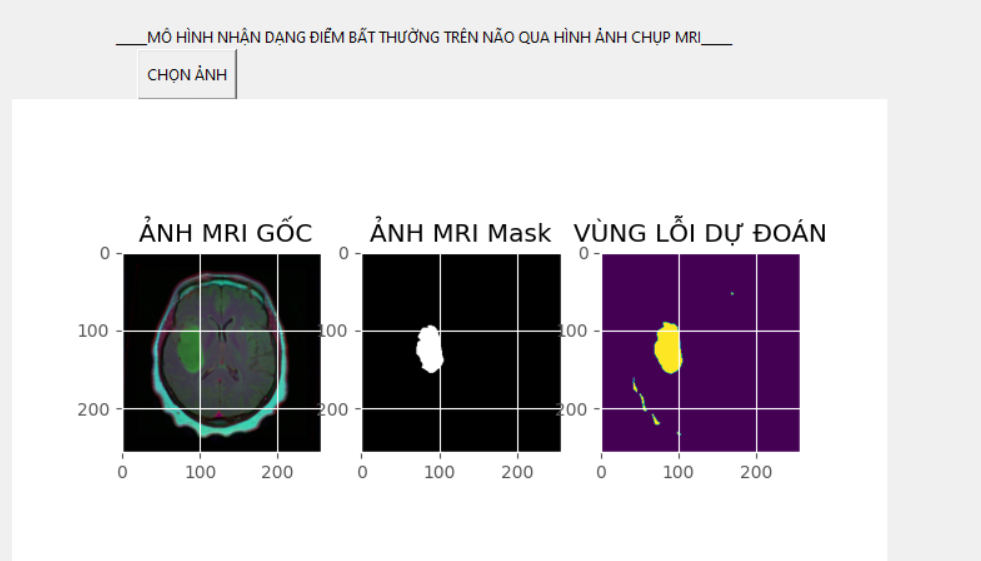 ____MÔ HÌNH NHẬN DẠNG ĐIỂM BẤT THƯỜNG TRÊN NÃO QUA HÌNH ẢNH CHỤP MRI____
CHỌN ẢNH
ẢNH MRI GỐC ẢNH MRI Mask VÙNG LỖI DỰ ĐOÁN
0 0 0
100 100 100
200 200 200
0 100 200 0 100 200 0 100 200